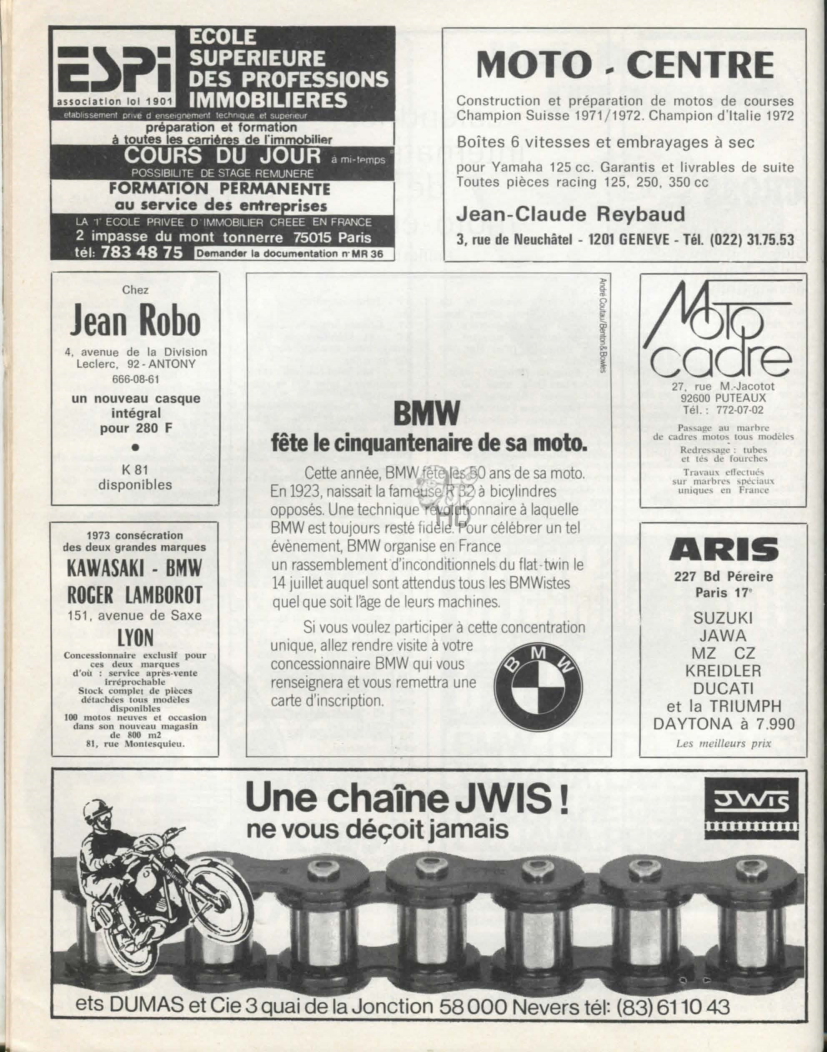 ESPI
association loi 1901
ECOLE
SUPERIEURE
DES PROFESSIONS
IMMOBILIERES
etablissement privé d enseignement technique et superieur
préparation et formation
à toutes les carrières de l'immobilier
COURS DU JOUR à mi-temps
POSSIBILITE DE STAGE REMUNERE
FORMATION PERMANENTE
au service des entreprises
LA 1' ECOLE PRIVEE D'IMMOBILIER CREEE EN FRANCE
2 impasse du mont tonnerre 75015 Paris
tél: 783 48 75 Demander la documentation n° MR 36
MOTO - CENTRE
Construction et préparation de motos de courses
Champion Suisse 1971/1972. Champion d'Italie 1972
Boîtes 6 vitesses et embrayages à sec
pour Yamaha 125 cc. Garantis et livrables de suite
Toutes pièces racing 125, 250, 350 cc
Jean-Claude Reybaud
3, rue de Neuchâtel - 1201 GENEVE - Tél. (022) 31.75.53
Chez
Jean Robo
4, avenue de la Division
Leclerc, 92 - ANTONY
666-08-61
un nouveau casque
intégral
pour 280 F
•
K 81
disponibles
André Coutau/Benton & Bowles
BMW
fête le cinquantenaire de sa moto.
Cette année, BMW fête les 50 ans de sa moto.
En 1923, naissait la fameuse R 32 à bicylindres
opposés. Une technique révolutionnaire à laquelle
BMW est toujours resté fidèle. Pour célébrer un tel
évènement, BMW organise en France
un rassemblement d'inconditionnels du flat-twin le
14 juillet auquel sont attendus tous les BMWistes
quel que soit l'âge de leurs machines.
Si vous voulez participer à cette concentration
unique, allez rendre visite à votre
concessionnaire BMW qui vous
renseignera et vous remettra une
carte d'inscription.
BMW
HD
Moto
cadre
27, rue M.-Jacotot
92600 PUTEAUX
Tél. : 772-07-02
Passage au marbre
de cadres motos tous modèles
Redressage : tubes
et tés de fourches
Travaux effectués
sur marbres spéciaux
uniques en France
1973 consécration
des deux grandes marques
KAWASAKI - BMW
ROGER LAMBOROT
151, avenue de Saxe
LYON
Concessionnaire exclusif pour
ces deux marques
d'où : service après-vente
irréprochable
Stock complet de pièces
détachées tous modèles
disponibles
100 motos neuves et occasion
dans son nouveau magasin
de 800 m2
81, rue Montesquieu.
ARIS
227 Bd Péreire
Paris 17e
SUZUKI
JAWA
MZ CZ
KREIDLER
DUCATI
et la TRIUMPH
DAYTONA à 7.990
Les meilleurs prix
Une chaîne JWIS !
ne vous déçoit jamais
JWIS
ets DUMAS et Cie 3 quai de la Jonction 58000 Nevers tél: (83) 61 10 43